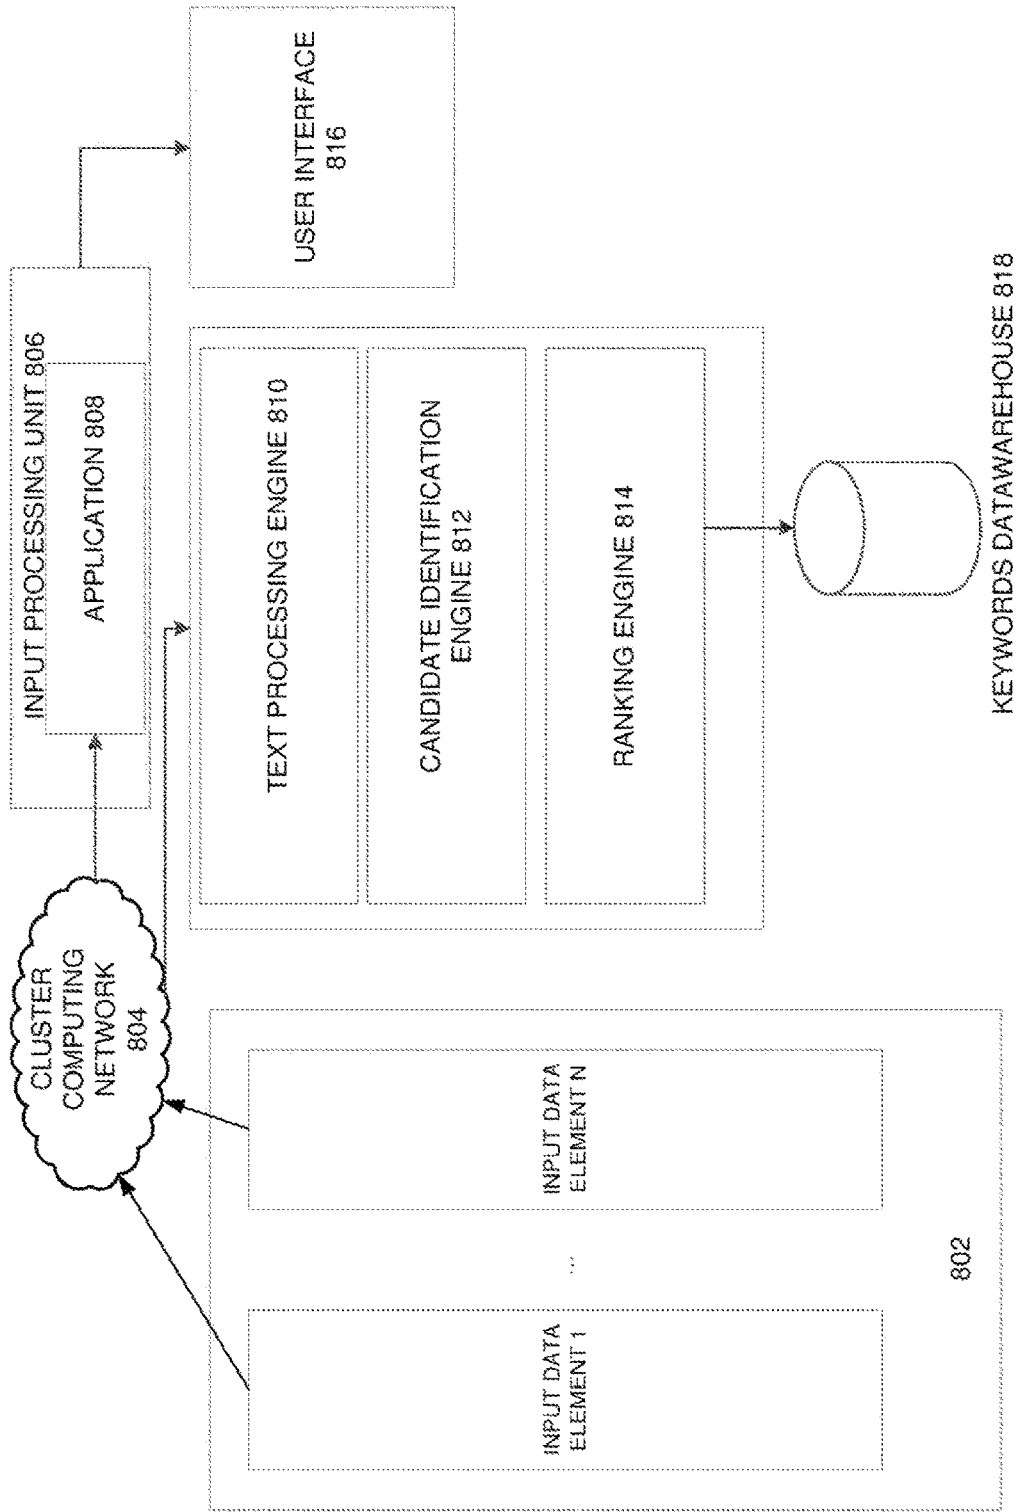 CLUSTER
COMPUTING
NETWORK
804
INPUT PROCESSING UNIT 806
APPLICATION 808
USER INTERFACE
816
TEXT PROCESSING ENGINE 810
CANDIDATE IDENTIFICATION
ENGINE 812
RANKING ENGINE 814
KEYWORDS DATAWAREHOUSE 818
INPUT DATA
ELEMENT 1
...
INPUT DATA
ELEMENT N
802